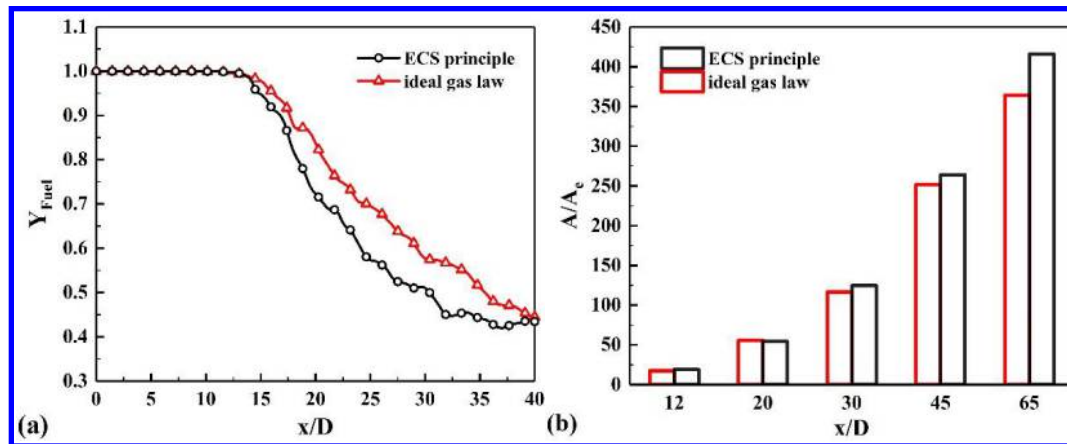 1.1
1.0
0.9
0.8
0.7
0.6
0.5
0.4
0.3
Y_Fuel
ECS principle
ideal gas law
0 5 10 15 20 25 30 35 40
(a)
x/D
450
400
350
300
250
200
150
100
50
0
A/A_e
ECS principle
ideal gas law
12 20 30 45 65
(b)
x/D